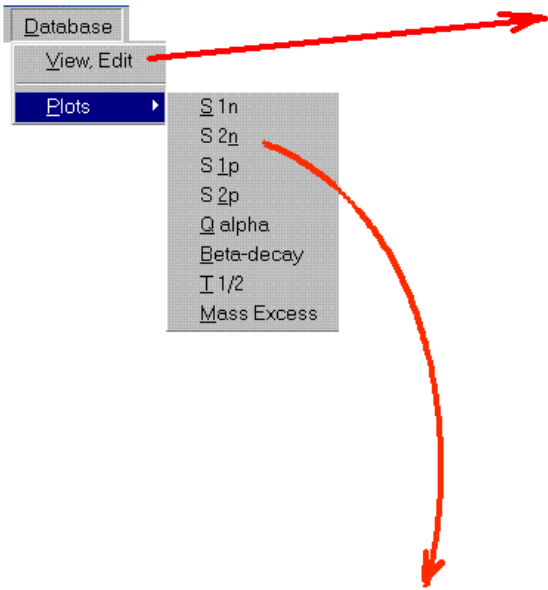 Database
View, Edit
Plots
S 1n
S 2n
S 1p
S 2p
Q alpha
Beta-decay
T 1/2
Mass Excess